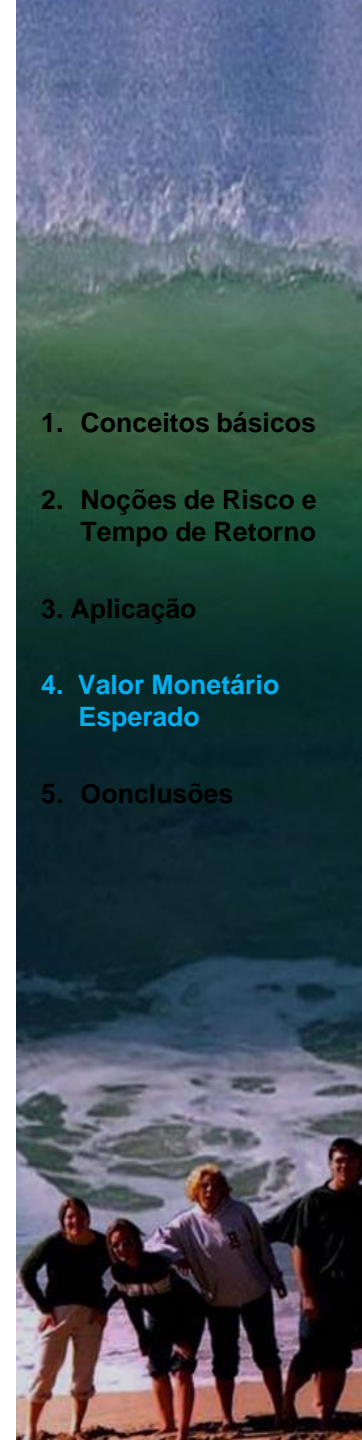 1. Conceitos básicos
2. Noções de Risco e
Tempo de Retorno
3. Aplicação
4. Valor Monetário
Esperado
5. Oonclusões